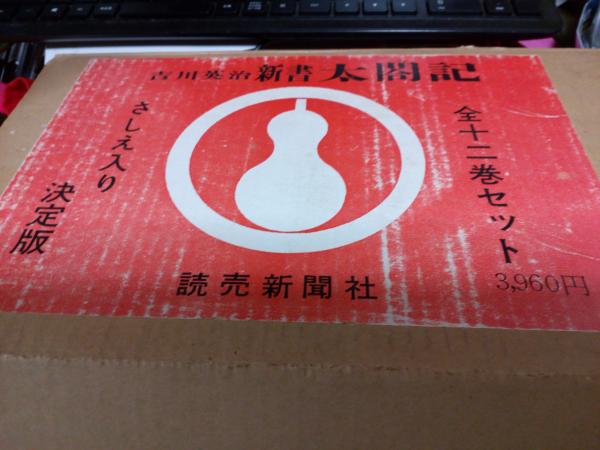 吉川英治 新書 太閤記
全十二巻セット
3,960円
さしえ入り
決定版
読売新聞社